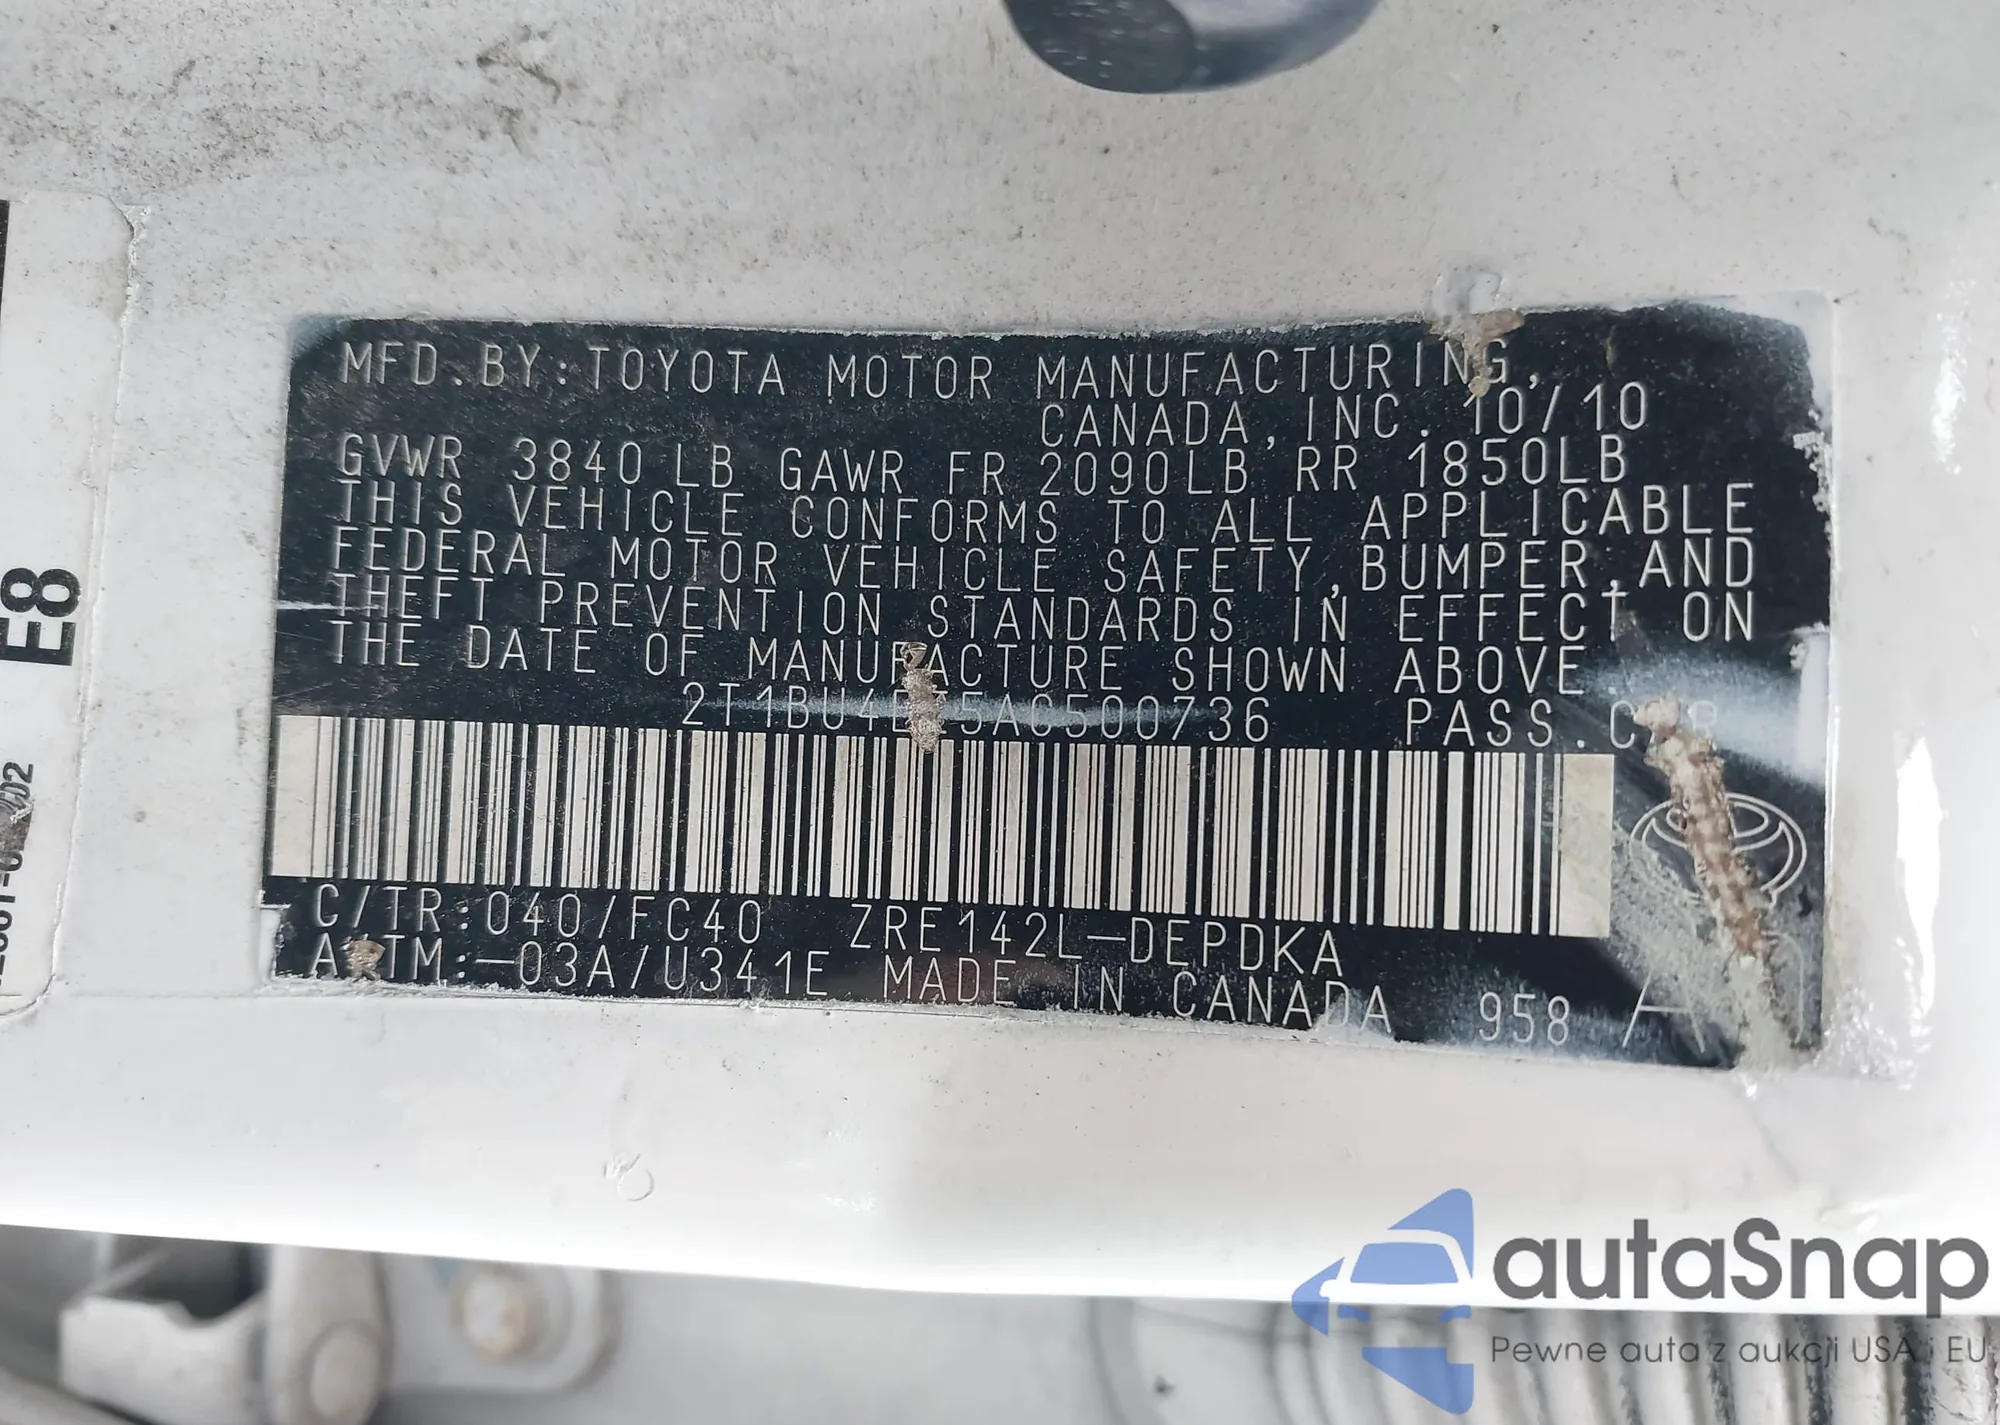 MFD.BY:TOYOTA MOTOR MANUFACTURING,
CANADA,INC. 10/10
GVWR 3840 LB GAWR FR 2090LB RR 1850LB
THIS VEHICLE CONFORMS TO ALL APPLICABLE
FEDERAL MOTOR VEHICLE SAFETY,BUMPER,AND
THEFT PREVENTION STANDARDS IN EFFECT ON
THE DATE OF MANUFACTURE SHOWN ABOVE
PASS.
C/TR:040/FC40 ZRE142L-DEPDKA
A/TM:-03A/U341E MADE IN CANADA 958
E8
autaSnap
Pewne auta z aukcji USA i EU